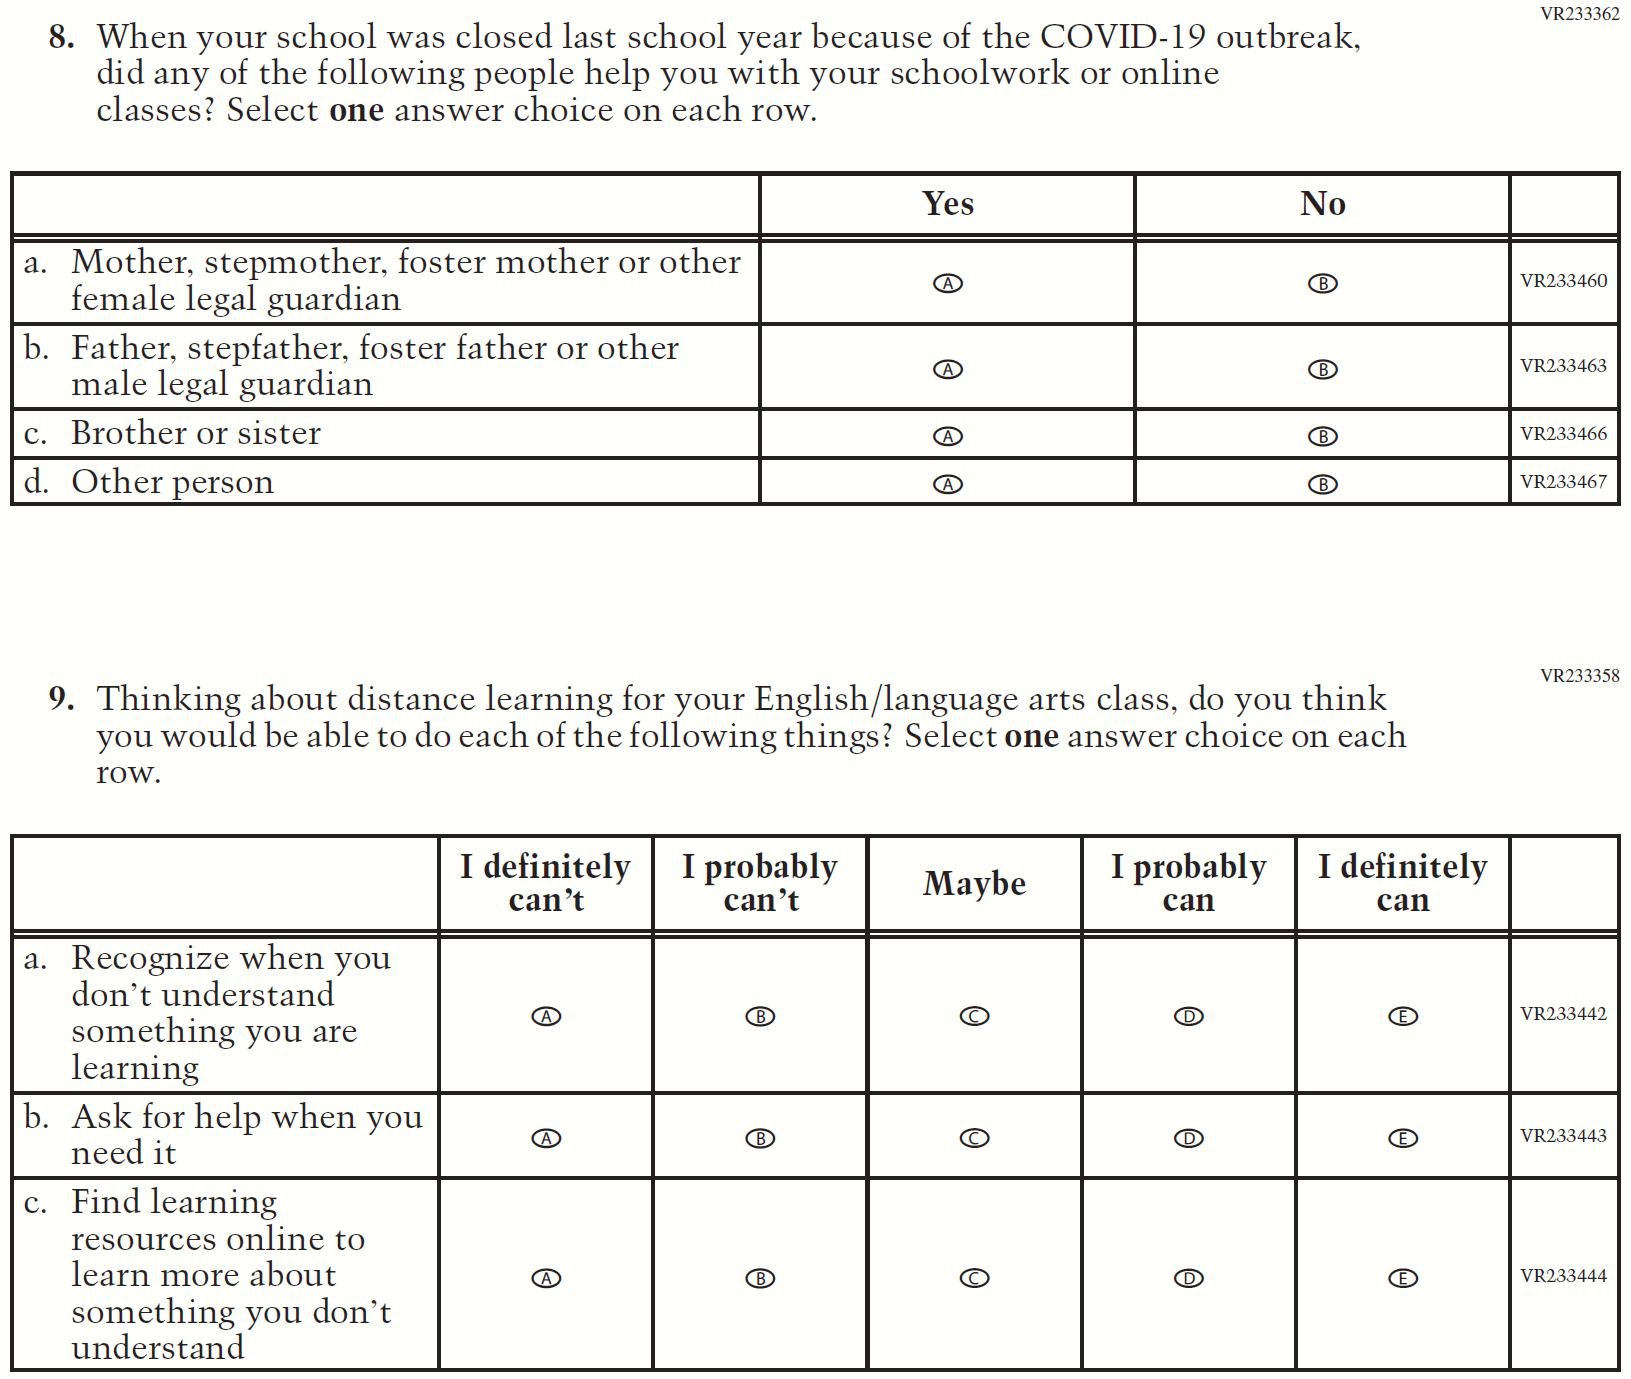 VR233362
8. When your school was closed last school year because of the COVID-19 outbreak,
did any of the following people help you with your schoolwork or online
classes? Select one answer choice on each row.
Yes No
a. Mother, stepmother, foster mother or other
female legal guardian
A B VR233460
b. Father, stepfather, foster father or other
male legal guardian
A B VR233463
c. Brother or sister A B VR233466
d. Other person A B VR233467
VR233358
9. Thinking about distance learning for your English/language arts class, do you think
you would be able to do each of the following things? Select one answer choice on each
row.
I definitely
can't
I probably
can't
Maybe
I probably
can
I definitely
can
a. Recognize when you
don't understand
something you are
learning
A B C D E VR233442
b. Ask for help when you
need it
A B C D E VR233443
c. Find learning
resources online to
learn more about
something you don't
understand
A B C D E VR233444